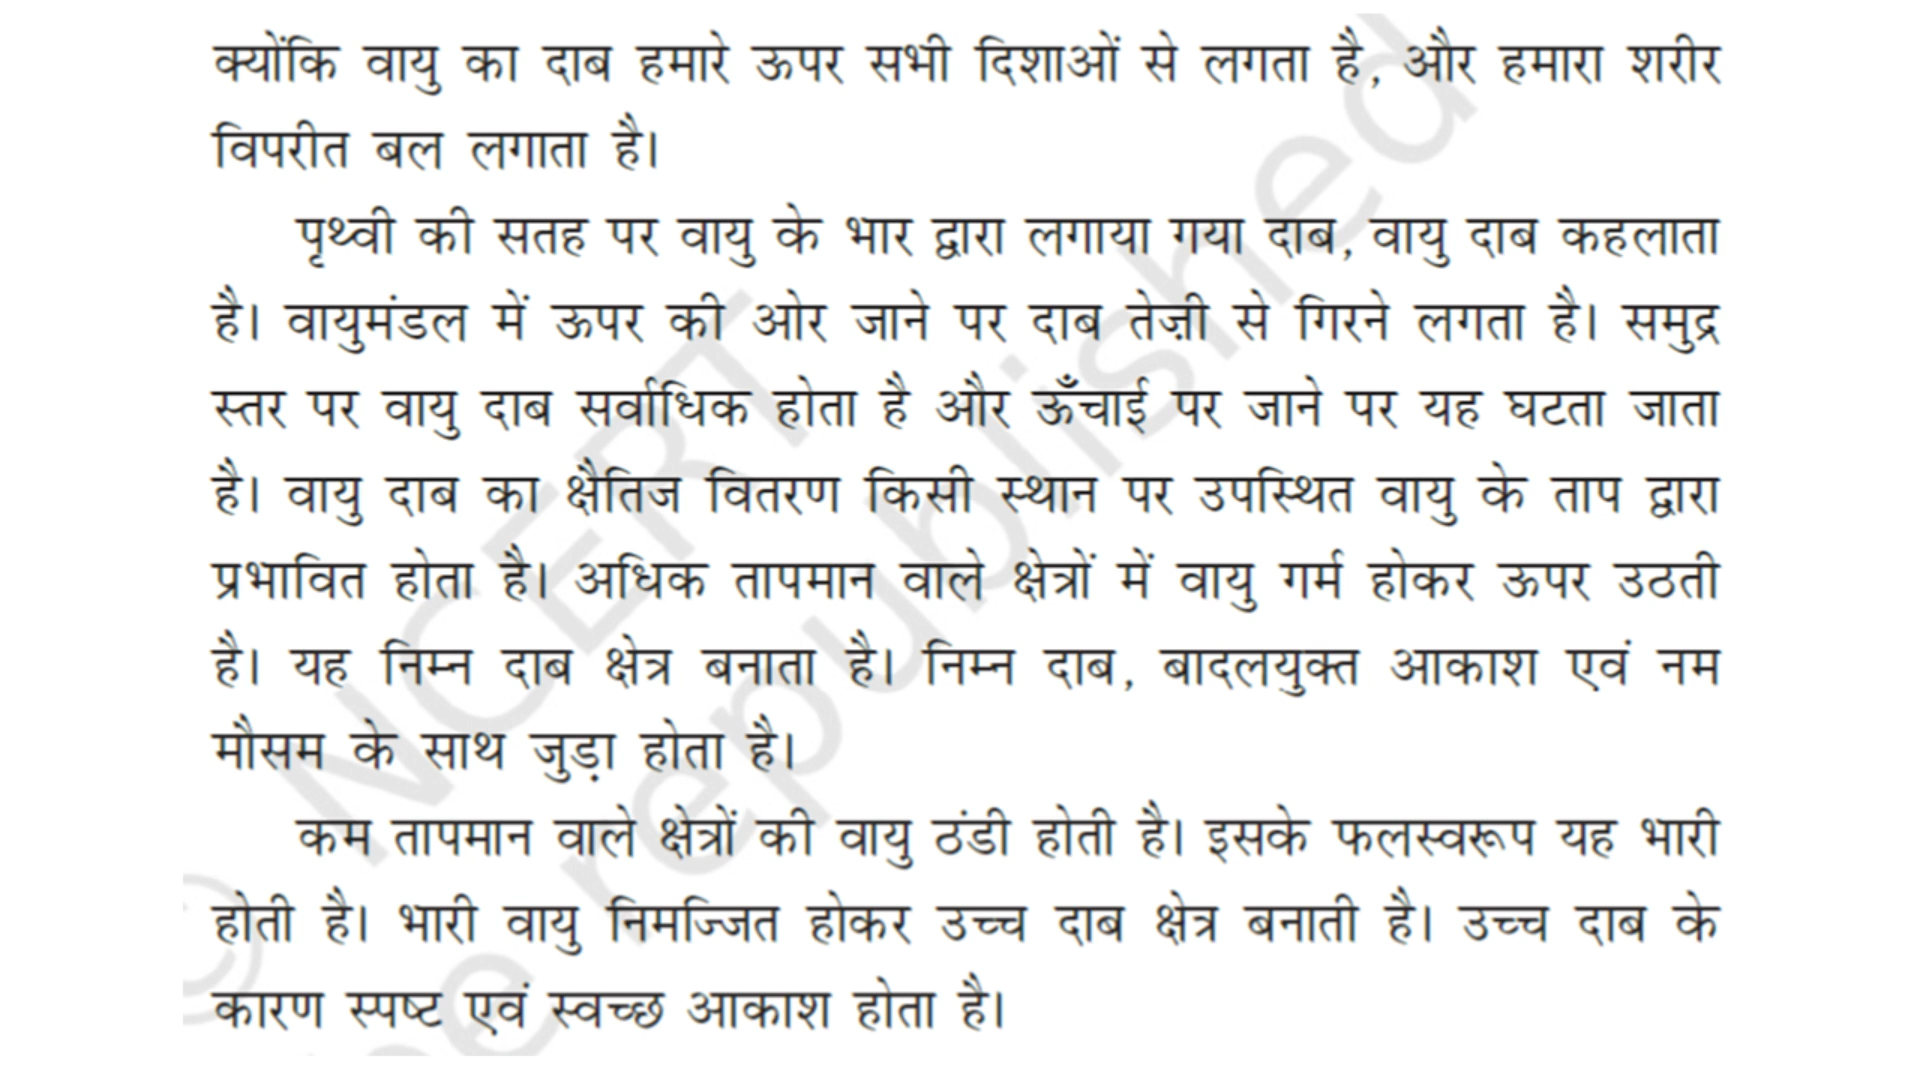 क्योंकि वायु का दाब हमारे ऊपर सभी दिशाओं से लगता है, और हमारा शरीर
विपरीत बल लगाता है।
पृथ्वी की सतह पर वायु के भार द्वारा लगाया गया दाब, वायु दाब कहलाता
है। वायुमंडल में ऊपर की ओर जाने पर दाब तेज़ी से गिरने लगता है। समुद्र
स्तर पर वायु दाब सर्वाधिक होता है और ऊँचाई पर जाने पर यह घटता जाता
है। वायु दाब का क्षैतिज वितरण किसी स्थान पर उपस्थित वायु के ताप द्वारा
प्रभावित होता है। अधिक तापमान वाले क्षेत्रों में वायु गर्म होकर ऊपर उठती
है। यह निम्न दाब क्षेत्र बनाता है। निम्न दाब, बादलयुक्त आकाश एवं नम
मौसम के साथ जुड़ा होता है।
कम तापमान वाले क्षेत्रों की वायु ठंडी होती है। इसके फलस्वरूप यह भारी
होती है। भारी वायु निमज्जित होकर उच्च दाब क्षेत्र बनाती है। उच्च दाब के
कारण स्पष्ट एवं स्वच्छ आकाश होता है।
© NCERT
republished